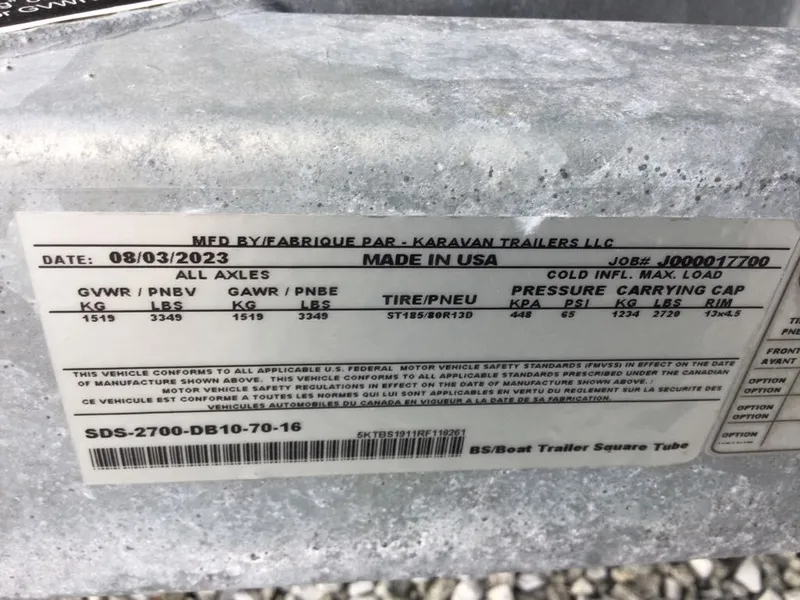 MFD BY/FABRIQUE PAR - KARAVAN TRAILERS LLC
DATE: 08/03/2023 MADE IN USA JOB# J000017700
ALL AXLES COLD INFL. MAX. LOAD
GVWR / PNBV GAWR / PNBE TIRE/PNEU PRESSURE CARRYING CAP
KG LBS KG LBS KPA PSI KG LBS RIM
1519 3349 1519 3349 ST185/80R13D 448 65 1234 2720 13x4.5
THIS VEHICLE CONFORMS TO ALL APPLICABLE U.S. FEDERAL MOTOR VEHICLE SAFETY STANDARDS (FMVSS) IN EFFECT ON THE DATE
OF MANUFACTURE SHOWN ABOVE. THIS VEHICLE CONFORMS TO ALL APPLICABLE STANDARDS PRESCRIBED UNDER THE CANADIAN
MOTOR VEHICLE SAFETY REGULATIONS IN EFFECT ON THE DATE OF MANUFACTURE SHOWN ABOVE. :
CE VEHICULE EST CONFORME A TOUTES LES NORMES QUI LUI SONT APPLICABLES EN VERTU DU REGLEMENT SUR LA SECURITE DES
VEHICULES AUTOMOBILES DU CANADA EN VIGUEUR A LA DATE DE SA FABRICATION.
SDS-2700-DB10-70-16 5KTBS1911RF118261
BS/Boat Trailer Square Tube
FRONT
AVANT
OPTION
OPTION
OPTION
OPTION